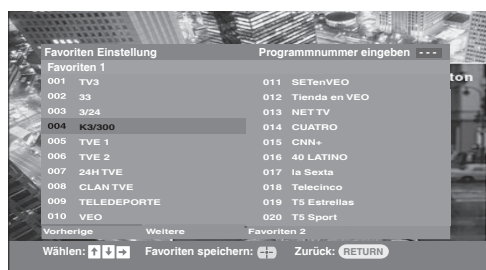 Favoriten Einstellung Programmnummer eingeben ---
Favoriten 1
ton
001 TV3
002 33
003 3/24
004 K3/300
005 TVE 1
006 TVE 2
007 24H TVE
008 CLAN TVE
009 TELEDEPORTE
010 VEO
011 SETenVEO
012 Tienda en VEO
013 NET TV
014 CUATRO
015 CNN+
016 40 LATINO
017 la Sexta
018 Telecinco
019 T5 Estrellas
020 T5 Sport
Vorherige Weitere Favoriten 2
Wählen: Favoriten speichern: Zurück: RETURN